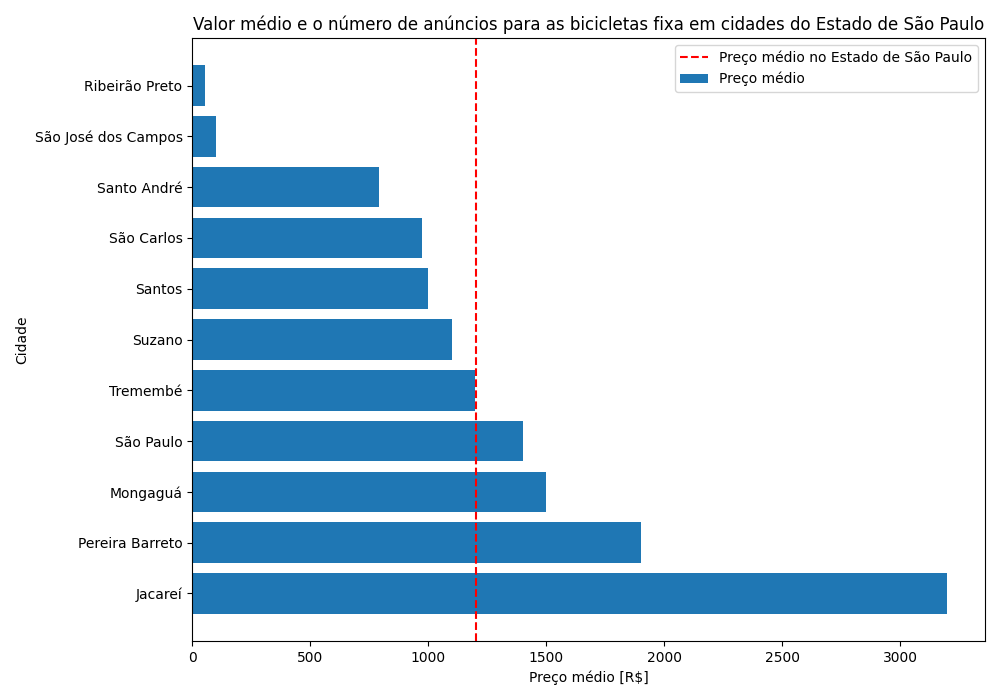 Valor médio e o número de anúncios para as bicicletas fixa em cidades do Estado de São Paulo
Preço médio no Estado de São Paulo
Preço médio
Ribeirão Preto
São José dos Campos
Santo André
São Carlos
Santos
Suzano
Tremembé
São Paulo
Mongaguá
Pereira Barreto
Jacareí
Cidade
0 500 1000 1500 2000 2500 3000
Preço médio [R$]